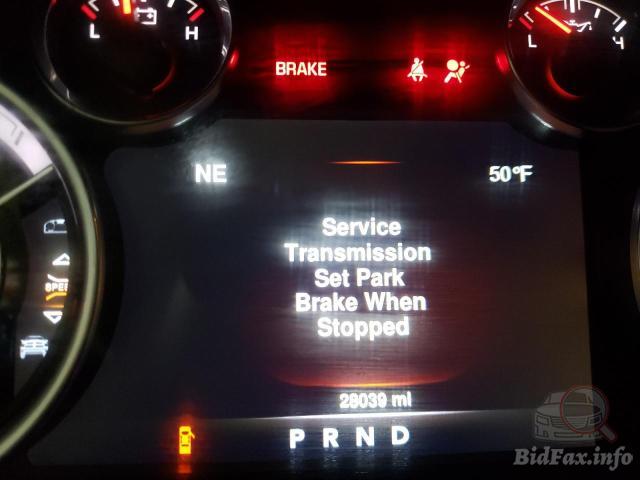 L H
L H
BRAKE
NE 50°F
Service
Transmission
Set Park
Brake When
Stopped
28039 mi
P R N D
BidFax.info